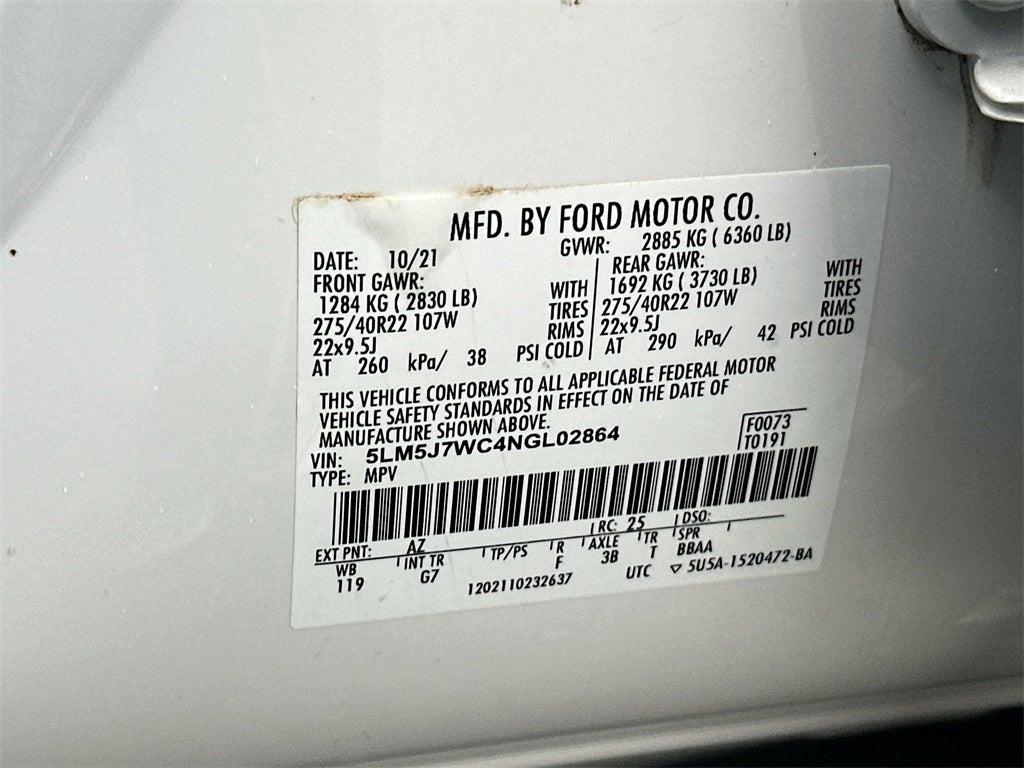 MFD. BY FORD MOTOR CO.
DATE: 10/21 GVWR: 2885 KG ( 6360 LB)
FRONT GAWR: REAR GAWR:
1284 KG ( 2830 LB) WITH 1692 KG ( 3730 LB) WITH
275/40R22 107W TIRES 275/40R22 107W TIRES
22x9.5J RIMS 22x9.5J RIMS
AT 260 kPa/ 38 PSI COLD AT 290 kPa/ 42 PSI COLD
THIS VEHICLE CONFORMS TO ALL APPLICABLE FEDERAL MOTOR
VEHICLE SAFETY STANDARDS IN EFFECT ON THE DATE OF
MANUFACTURE SHOWN ABOVE.
F0073
VIN: 5LM5J7WC4NGL02864
T0191
TYPE: MPV
RC: 25 DSO:
EXT PNT: AZ
WB INT TR TP/PS R AXLE TR SPR
119 G7 F 3B T BBAA
1202110232637 UTC ▽ 5U5A-1520472-BA